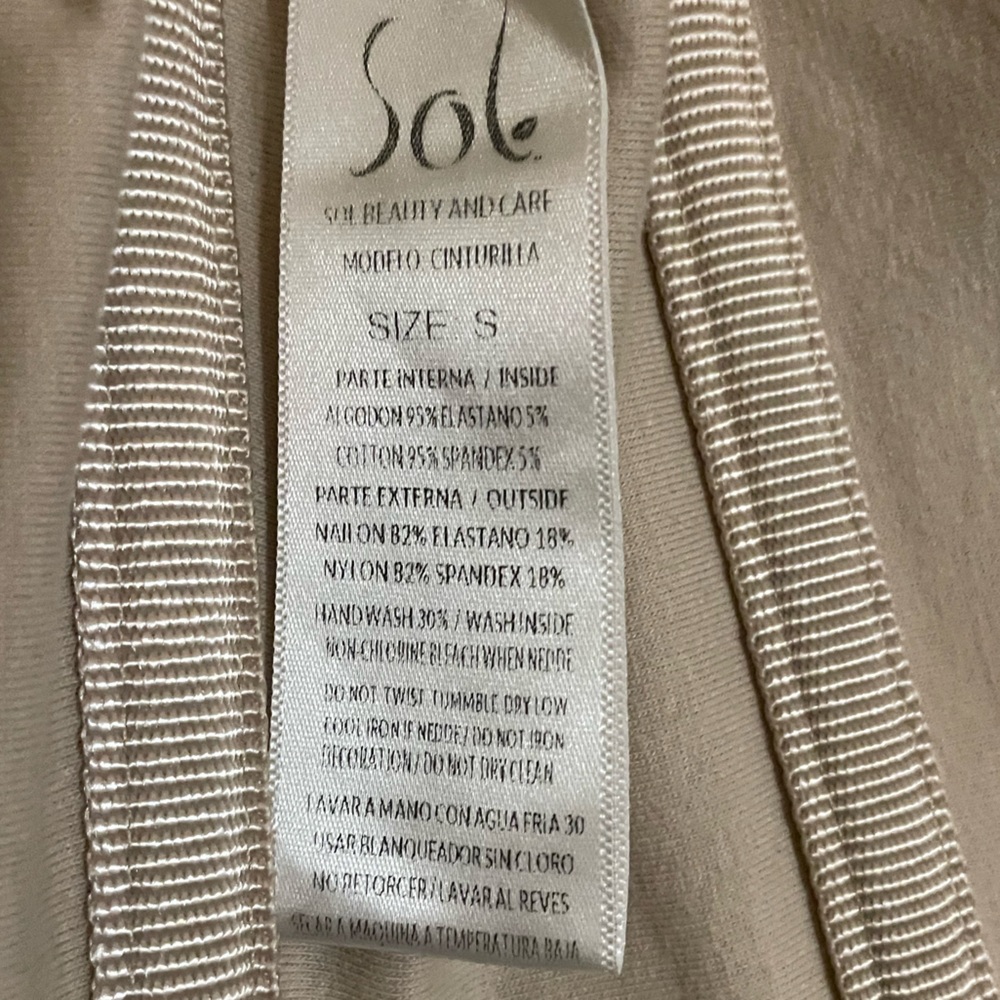 Sol
SOL BEAUTY AND CARE
MODELO CINTURILLA
SIZE S
PARTE INTERNA / INSIDE
ALGODON 95% ELASTANO 5%
COTTON 95% SPANDEX 5%
PARTE EXTERNA / OUTSIDE
NAILON 82% ELASTANO 18%
NYLON 82% SPANDEX 18%
HAND WASH 30% / WASH INSIDE
NON-CHLORINE BLEACH WHEN NEDDE
DO NOT TWIST TUMMBLE DRY LOW
COOL IRON IF NEDDE / DO NOT IRON
DECORATION / DO NOT DRY CLEAN
LAVAR A MANO CON AGUA FRIA 30
USAR BLANQUEADOR SIN CLORO
NO RETORCER / LAVAR AL REVES
SECAR A MAQUINA A TEMPERATURA BAJA